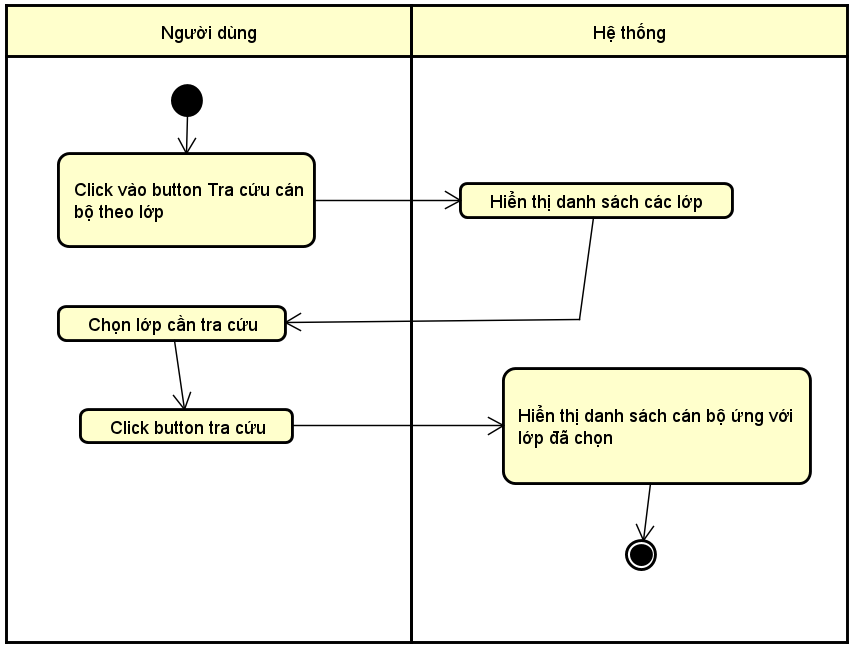 Người dùng
Hệ thống
Click vào button Tra cứu cán
bộ theo lớp
Hiển thị danh sách các lớp
Chọn lớp cần tra cứu
Click button tra cứu
Hiển thị danh sách cán bộ ứng với
lớp đã chọn